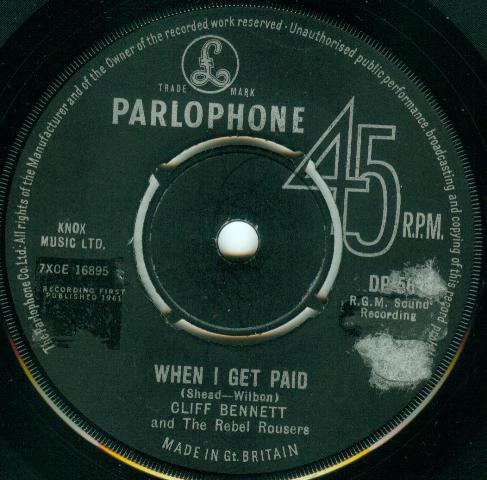 The Parlophone Co. Ltd. All rights of the Manufacturer and of the Owner of the recorded work reserved · Unauthorised public performance, broadcasting and copying of this record
£
TRADE MARK
PARLOPHONE
45
R.P.M.
KNOX
MUSIC LTD.
7XCE 16895
RECORDING FIRST
PUBLISHED 1961
R.G.M. Sound
Recording
WHEN I GET PAID
(Shead—Wilbon)
CLIFF BENNETT
and The Rebel Rousers
MADE IN Gt. BRITAIN